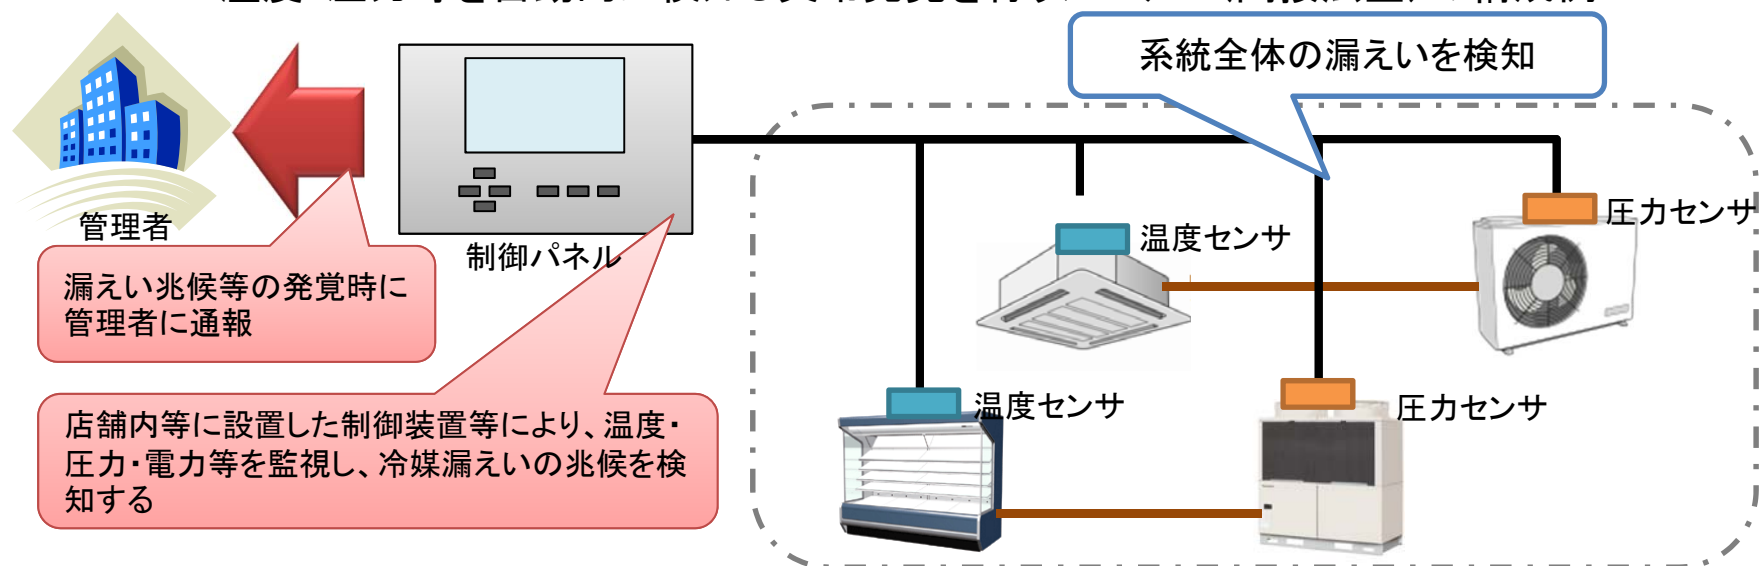 系統全体の漏えいを検知
圧力センサ
管理者
温度センサ
制御パネル
漏えい兆候等の発覚時に
管理者に通報
温度センサ
圧力センサ
店舗内等に設置した制御装置等により、温度・
圧力・電力等を監視し、冷媒漏えいの兆候を検
知する